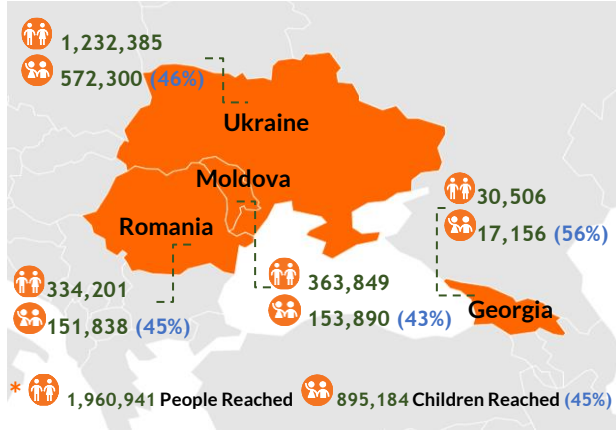 1,232,385
572,300 (46%)
Ukraine
Moldova
Romania
30,506
17,156 (56%)
334,201
151,838 (45%)
363,849
153,890 (43%)
Georgia
* 1,960,941 People Reached 895,184 Children Reached (45%)